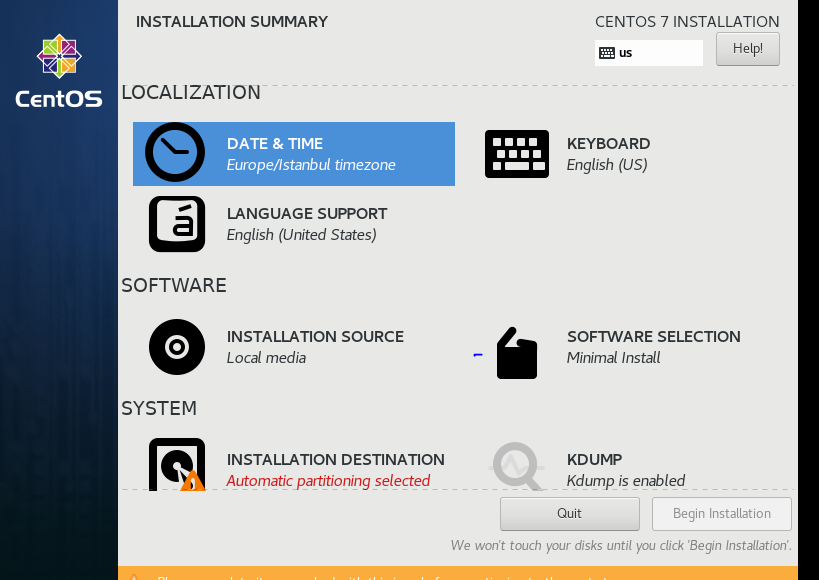 INSTALLATION SUMMARY
CENTOS 7 INSTALLATION
us
Help!
CentOS
LOCALIZATION
DATE & TIME
Europe/Istanbul timezone
KEYBOARD
English (US)
á
LANGUAGE SUPPORT
English (United States)
SOFTWARE
INSTALLATION SOURCE
Local media
SOFTWARE SELECTION
Minimal Install
SYSTEM
INSTALLATION DESTINATION
Automatic partitioning selected
KDUMP
Kdump is enabled
Quit
Begin Installation
We won't touch your disks until you click 'Begin Installation'.